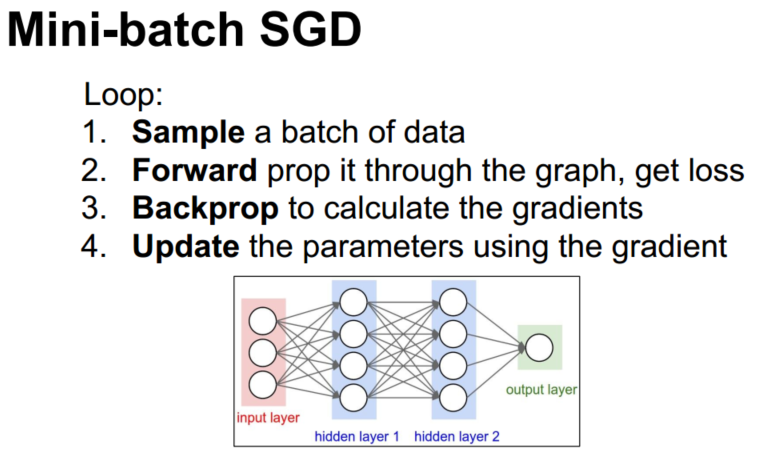 Mini-batch SGD
Loop:
1. Sample a batch of data
2. Forward prop it through the graph, get loss
3. Backprop to calculate the gradients
4. Update the parameters using the gradient
output layer
input layer
hidden layer 1 hidden layer 2